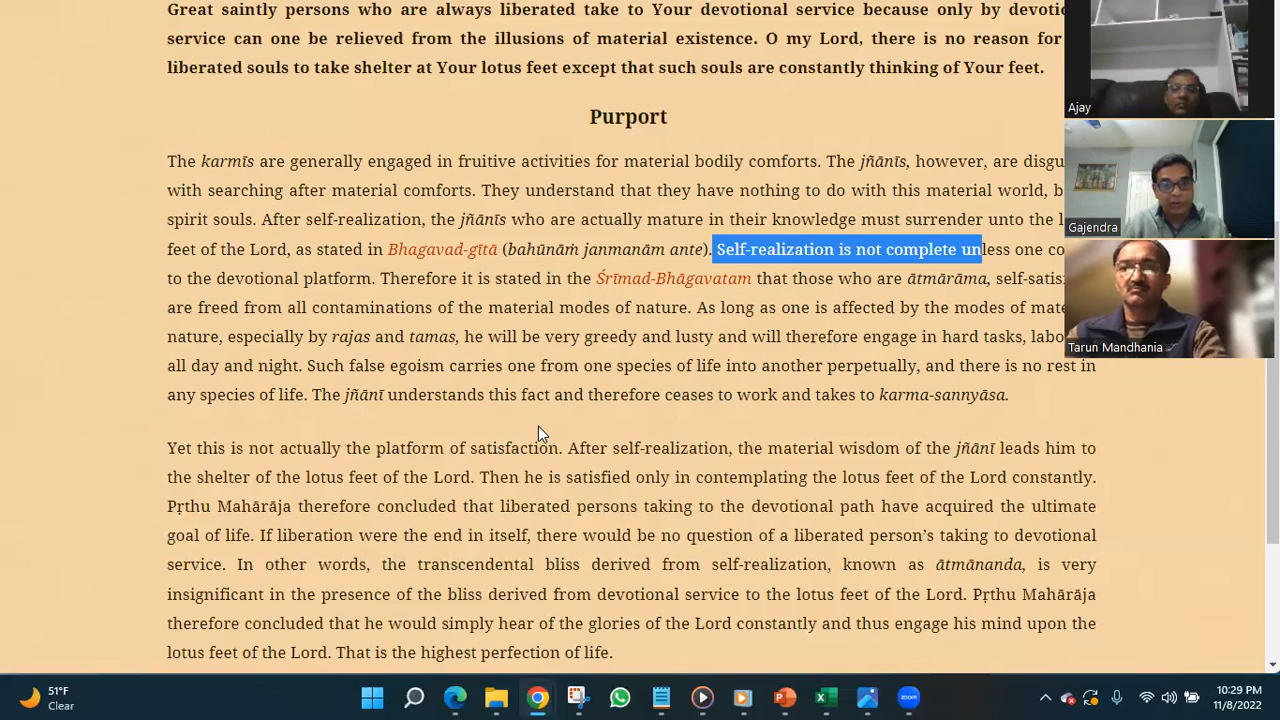 Great saintly persons who are always liberated take to Your devotional service because only by devotio
service can one be relieved from the illusions of material existence. O my Lord, there is no reason for
liberated souls to take shelter at Your lotus feet except that such souls are constantly thinking of Your feet.
Purport
The karmīs are generally engaged in fruitive activities for material bodily comforts. The jñānīs, however, are
with searching after material comforts. They understand that they have nothing to do with this material world,
spirit souls. After self-realization, the jñānīs who are actually mature in their knowledge must surrender unto the
feet of the Lord, as stated in Bhagavad-gītā (bahūnāṁ janmanām ante). Self-realization is not complete unless one
to the devotional platform. Therefore it is stated in the Śrīmad-Bhāgavatam that those who are ātmārāma,
are freed from all contaminations of the material modes of nature. As long as one is affected by the modes of
nature, especially by rajas and tamas, he will be very greedy and lusty and will therefore engage in hard tasks,
all day and night. Such false egoism carries one from one species of life into another perpetually, and there is no rest in
any species of life. The jñānī understands this fact and therefore ceases to work and takes to karma-sannyāsa.
Yet this is not actually the platform of satisfaction. After self-realization, the material wisdom of the jñānī leads him to
the shelter of the lotus feet of the Lord. Then he is satisfied only in contemplating the lotus feet of the Lord constantly.
Pṛthu Mahārāja therefore concluded that liberated persons taking to the devotional path have acquired the ultimate
goal of life. If liberation were the end in itself, there would be no question of a liberated person's taking to devotional
service. In other words, the transcendental bliss derived from self-realization, known as ātmānanda, is very
insignificant in the presence of the bliss derived from devotional service to the lotus feet of the Lord. Pṛthu Mahārāja
therefore concluded that he would simply hear of the glories of the Lord constantly and thus engage his mind upon the
lotus feet of the Lord. That is the highest perfection of life.
Ajay
Gajendra
Tarun Mandhania
51°F
Clear
10:29 PM
11/8/2022